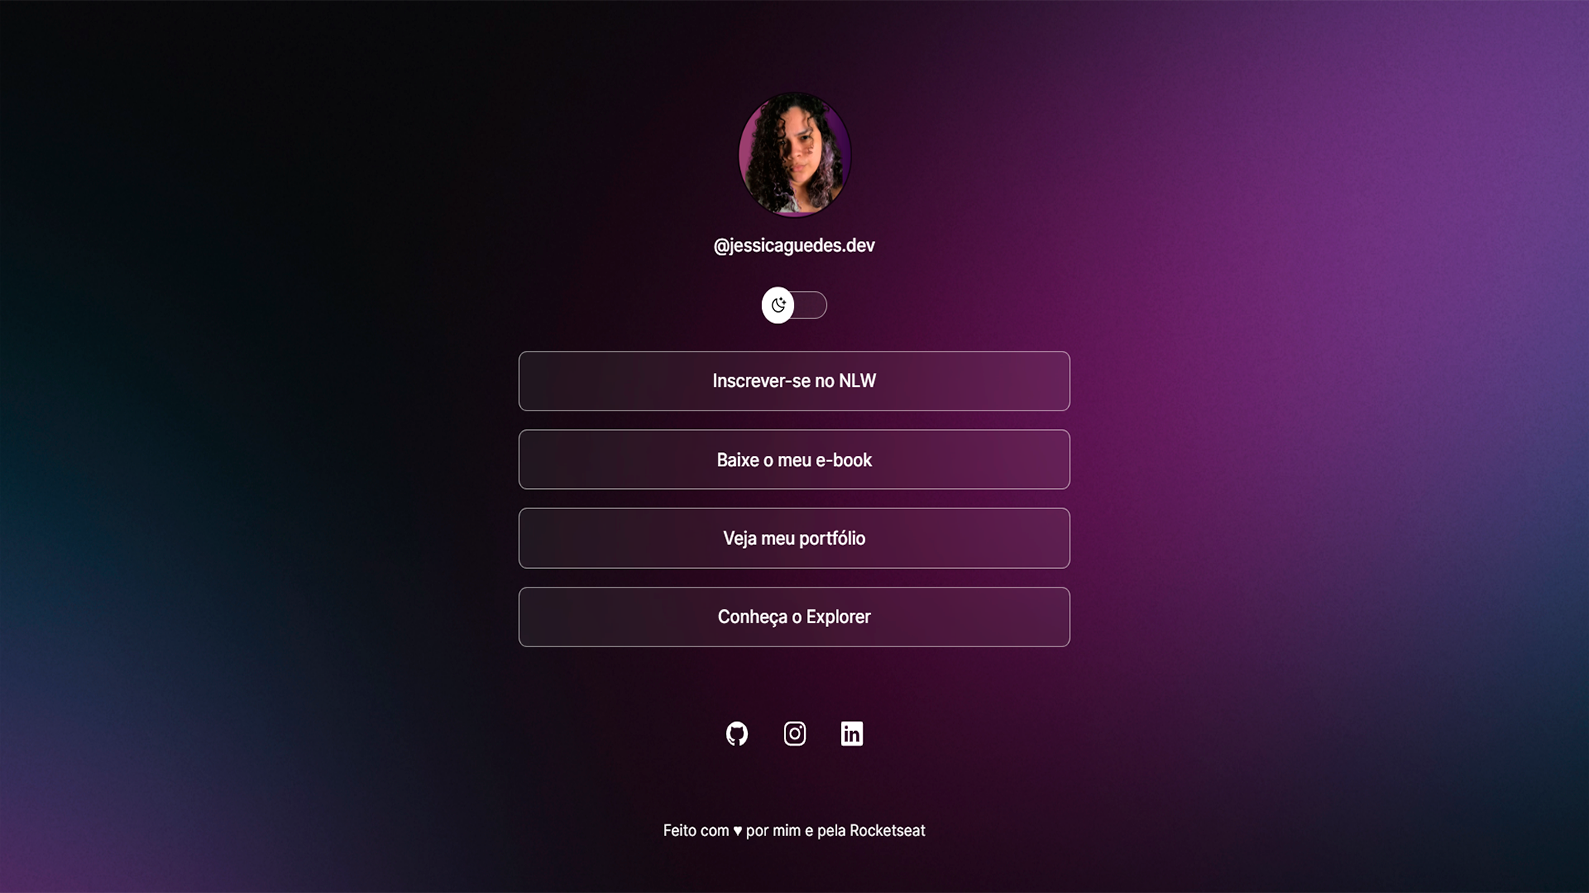 @jessicaguedes.dev
Inscrever-se no NLW
Baixe o meu e-book
Veja meu portfólio
Conheça o Explorer
in
Feito com ♥ por mim e pela Rocketseat